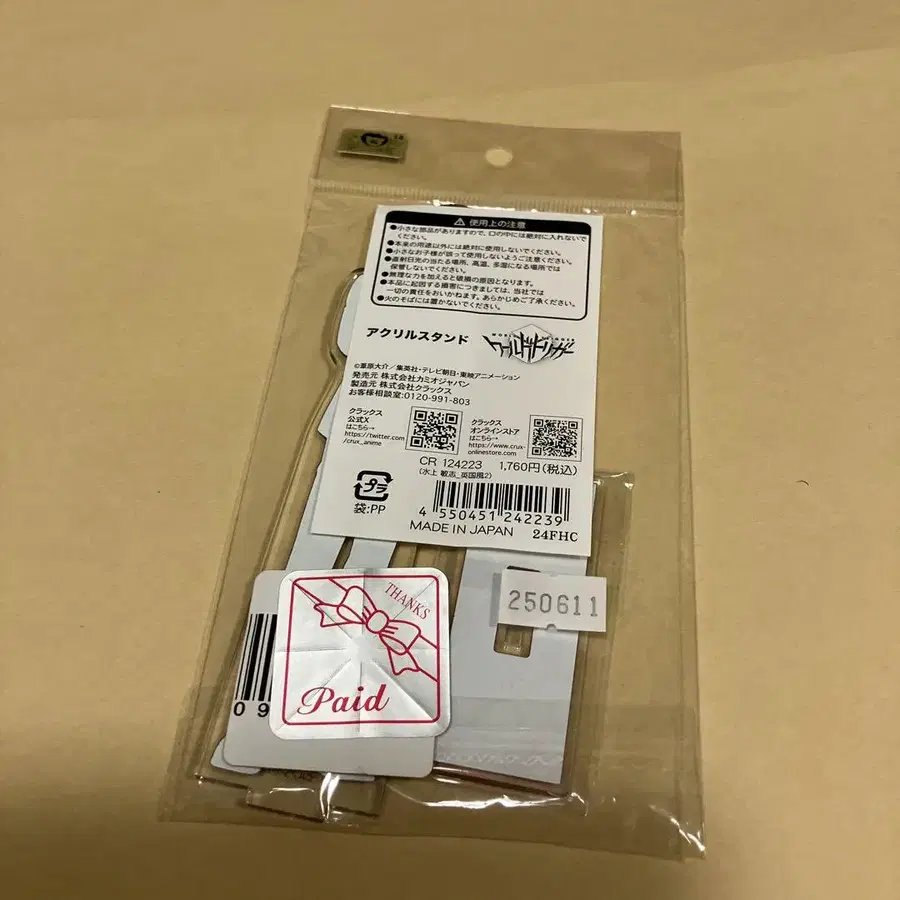 ⚠ 使用上の注意
●小さな部品がありますので、口の中には絶対に入れないで
ください。
●本来の用途以外には絶対に使用しないでください。
●小さなお子様が誤って使用しないようご注意ください。
●直射日光の当たる場所、高温、多湿になる場所では
保管しないでください。
●無理な力を加えると破損の原因となります。
●本品に起因する損害につきましては、当社では
一切の責任をおいかねます。あらかじめご了承ください。
●火のそばには置かないでください。
アクリルスタンド
ワールドトリガー
©葦原大介／集英社・テレビ朝日・東映アニメーション
発売元 株式会社カミオジャパン
製造元 株式会社クラックス
お客様相談室:0120-991-803
クラックス
公式X
はこちら→
https://twitter.com
/crux_anime
クラックス
オンラインストア
はこちら→
https://www.crux-
onlinestore.com
CR 124223 1,760円(税込)
(水上 敏志_英国風2)
プラ
袋:PP
4 550451 242239
MADE IN JAPAN 24FHC
250611
THANKS
Paid
09